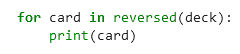 for card in reversed(deck):
    print(card)